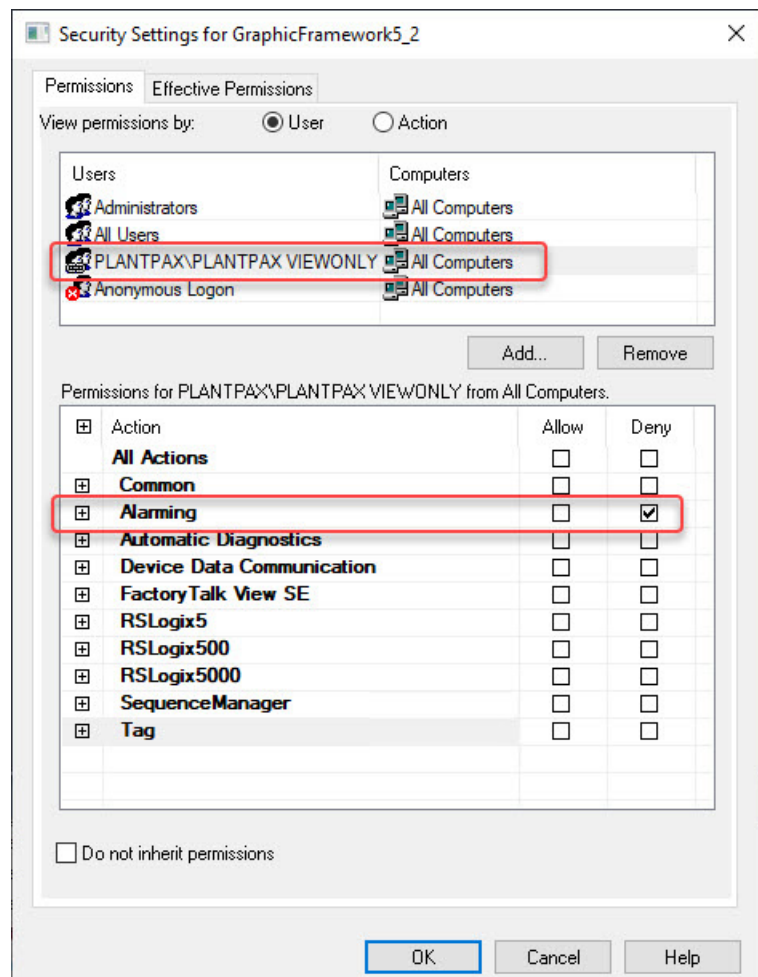 Security Settings for GraphicFramework5_2
Permissions Effective Permissions
View permissions by: User Action
Users Computers
Administrators All Computers
All Users All Computers
PLANTPAX\PLANTPAX VIEWONLY All Computers
Anonymous Logon All Computers
Add... Remove
Permissions for PLANTPAX\PLANTPAX VIEWONLY from All Computers.
Action Allow Deny
All Actions
Common
Alarming
Automatic Diagnostics
Device Data Communication
FactoryTalk View SE
RSLogix5
RSLogix500
RSLogix5000
SequenceManager
Tag
Do not inherit permissions
OK Cancel Help